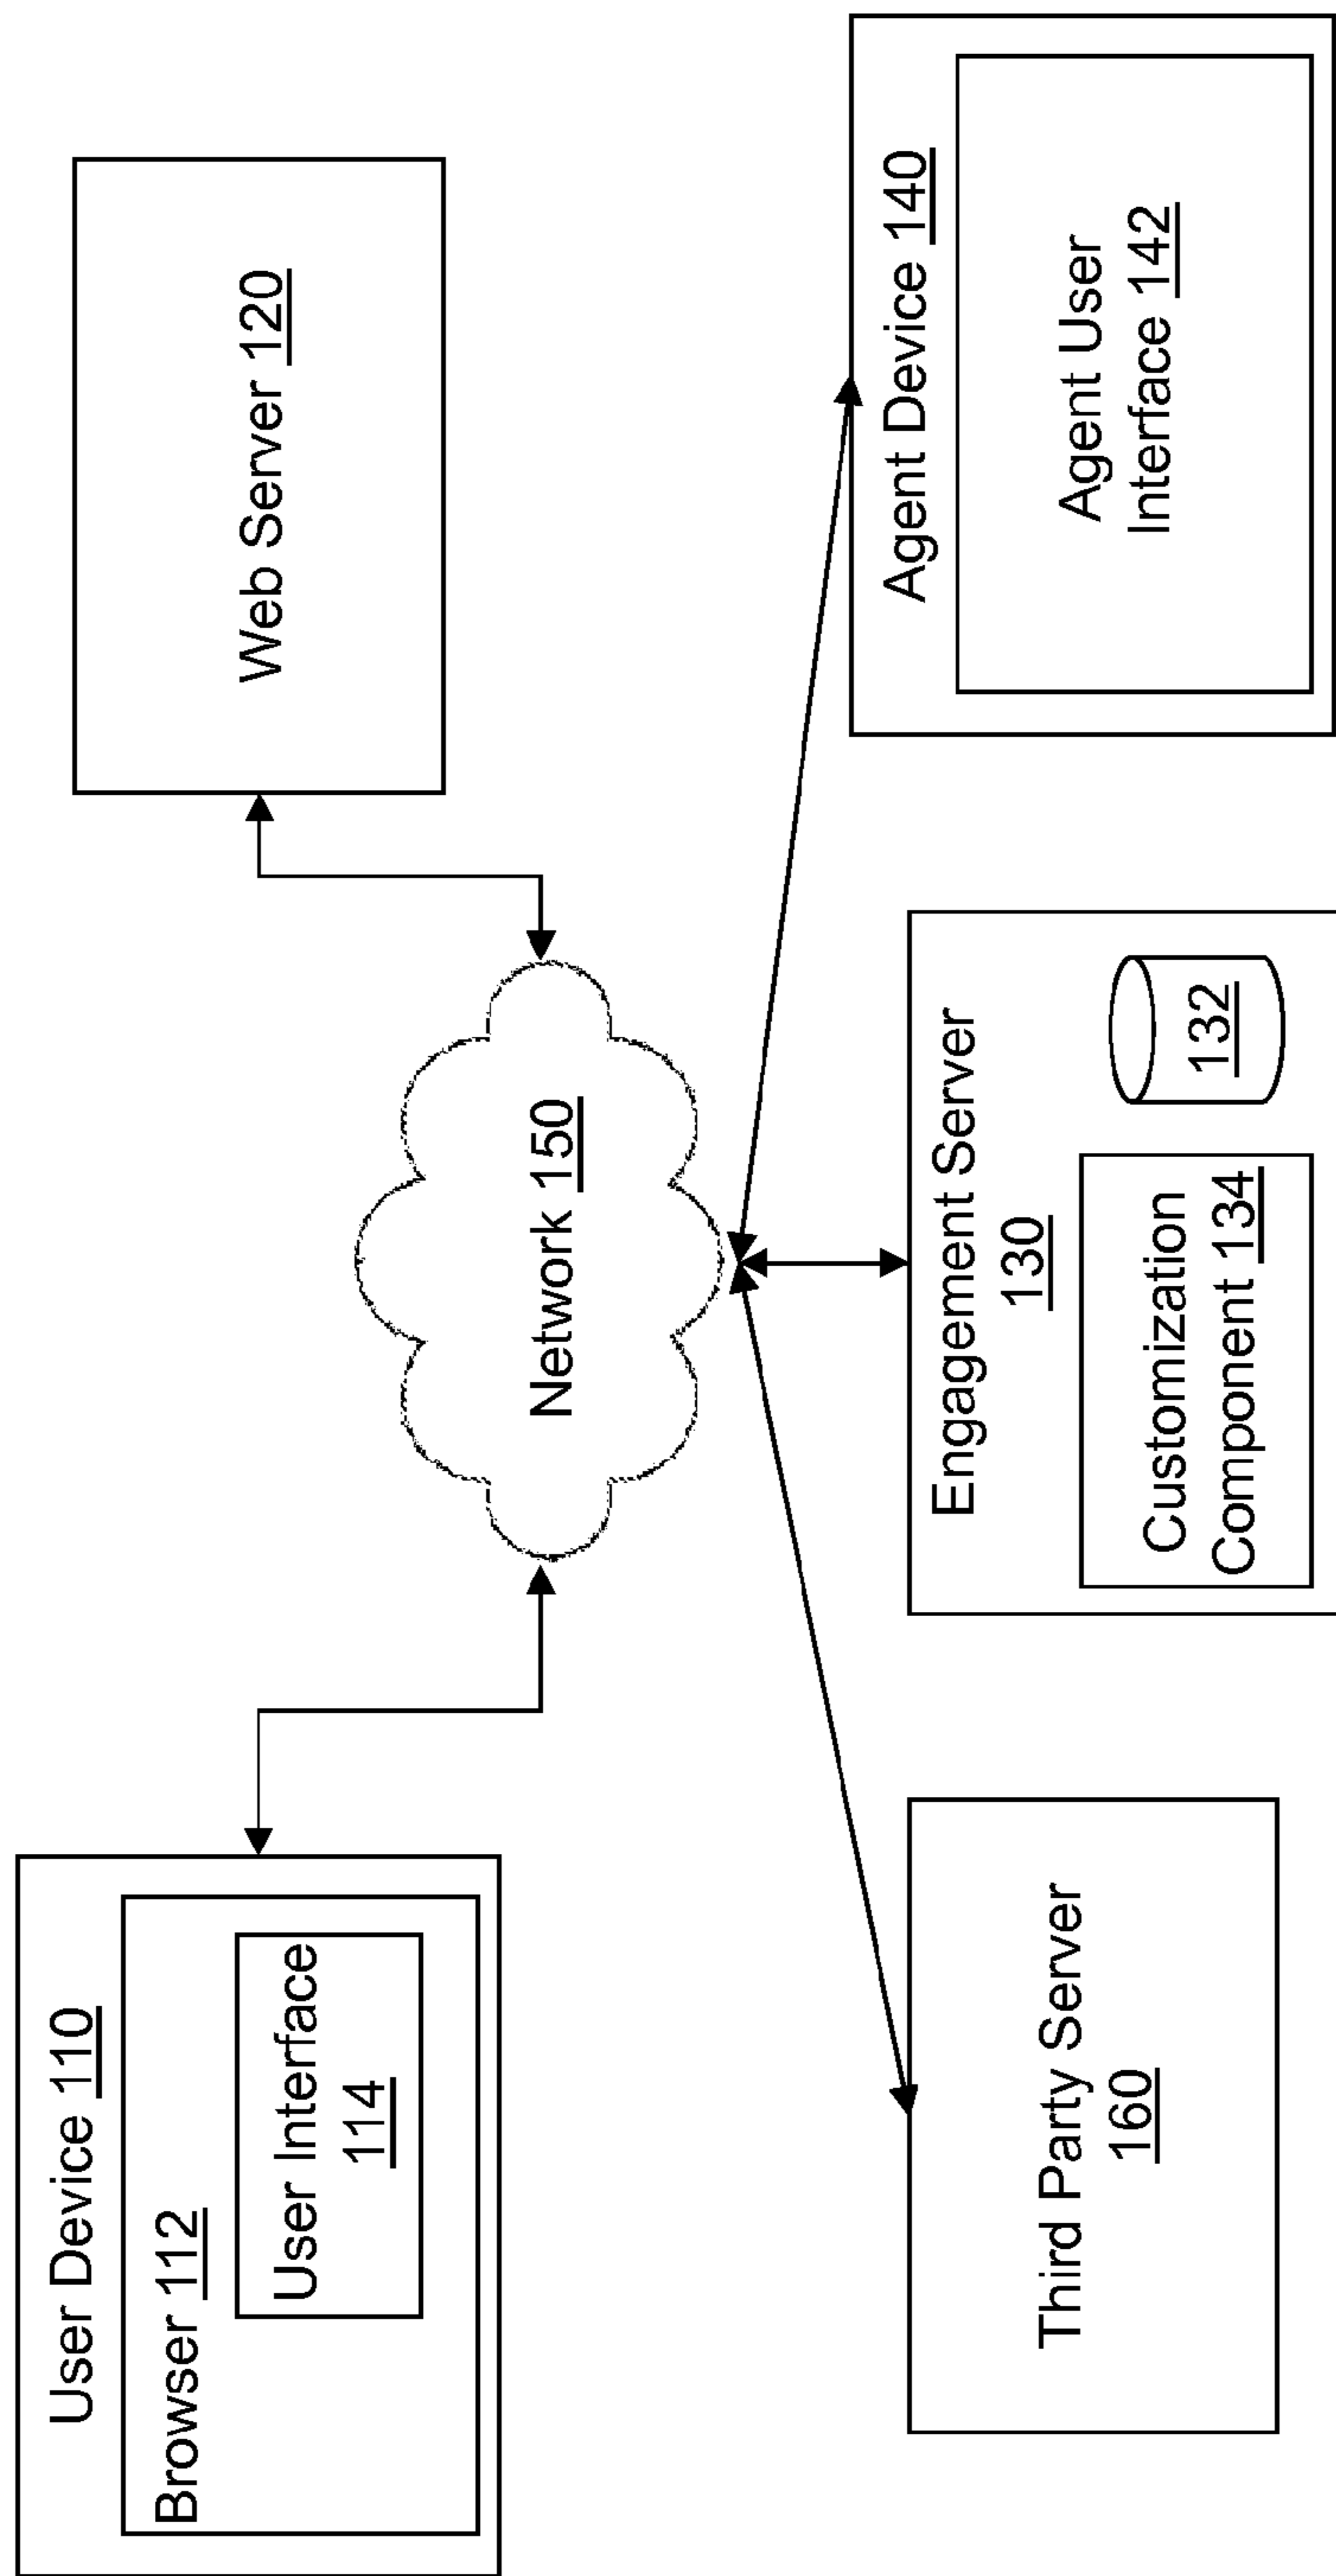 User Device 110
Browser 112
User Interface
114
Web Server 120
Network 150
Third Party Server
160
Engagement Server
130
Customization
Component 134
132
Agent Device 140
Agent User
Interface 142